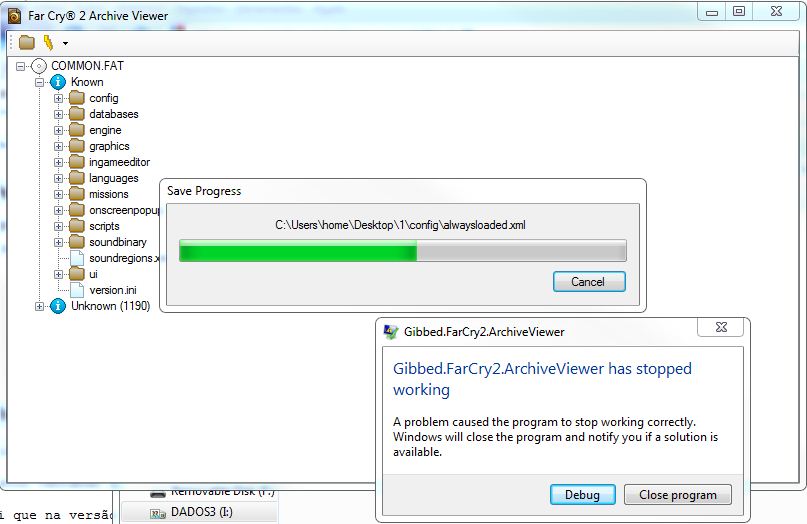 Far Cry® 2 Archive Viewer
COMMON.FAT
Known
config
databases
engine
graphics
ingameeditor
languages
missions
onscreenpopup
scripts
soundbinary
soundregions.x
ui
version.ini
Unknown (1190)
Save Progress
C:\Users\home\Desktop\1\config\alwaysloaded.xml
Cancel
Gibbed.FarCry2.ArchiveViewer
Gibbed.FarCry2.ArchiveViewer has stopped
working
A problem caused the program to stop working correctly.
Windows will close the program and notify you if a solution is
available.
Debug
Close program
Removable Disk (F:)
DADOS3 (I:)
i que na versão